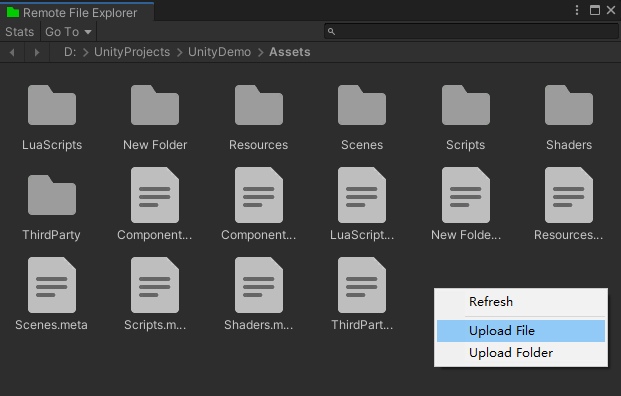 Remote File Explorer
Stats Go To
D: UnityProjects UnityDemo Assets
LuaScripts New Folder Resources Scenes Scripts Shaders
ThirdParty Component... Component... LuaScript... New Folde... Resources...
Scenes.meta Scripts.m... Shaders.m... ThirdPart...
Refresh
Upload File
Upload Folder